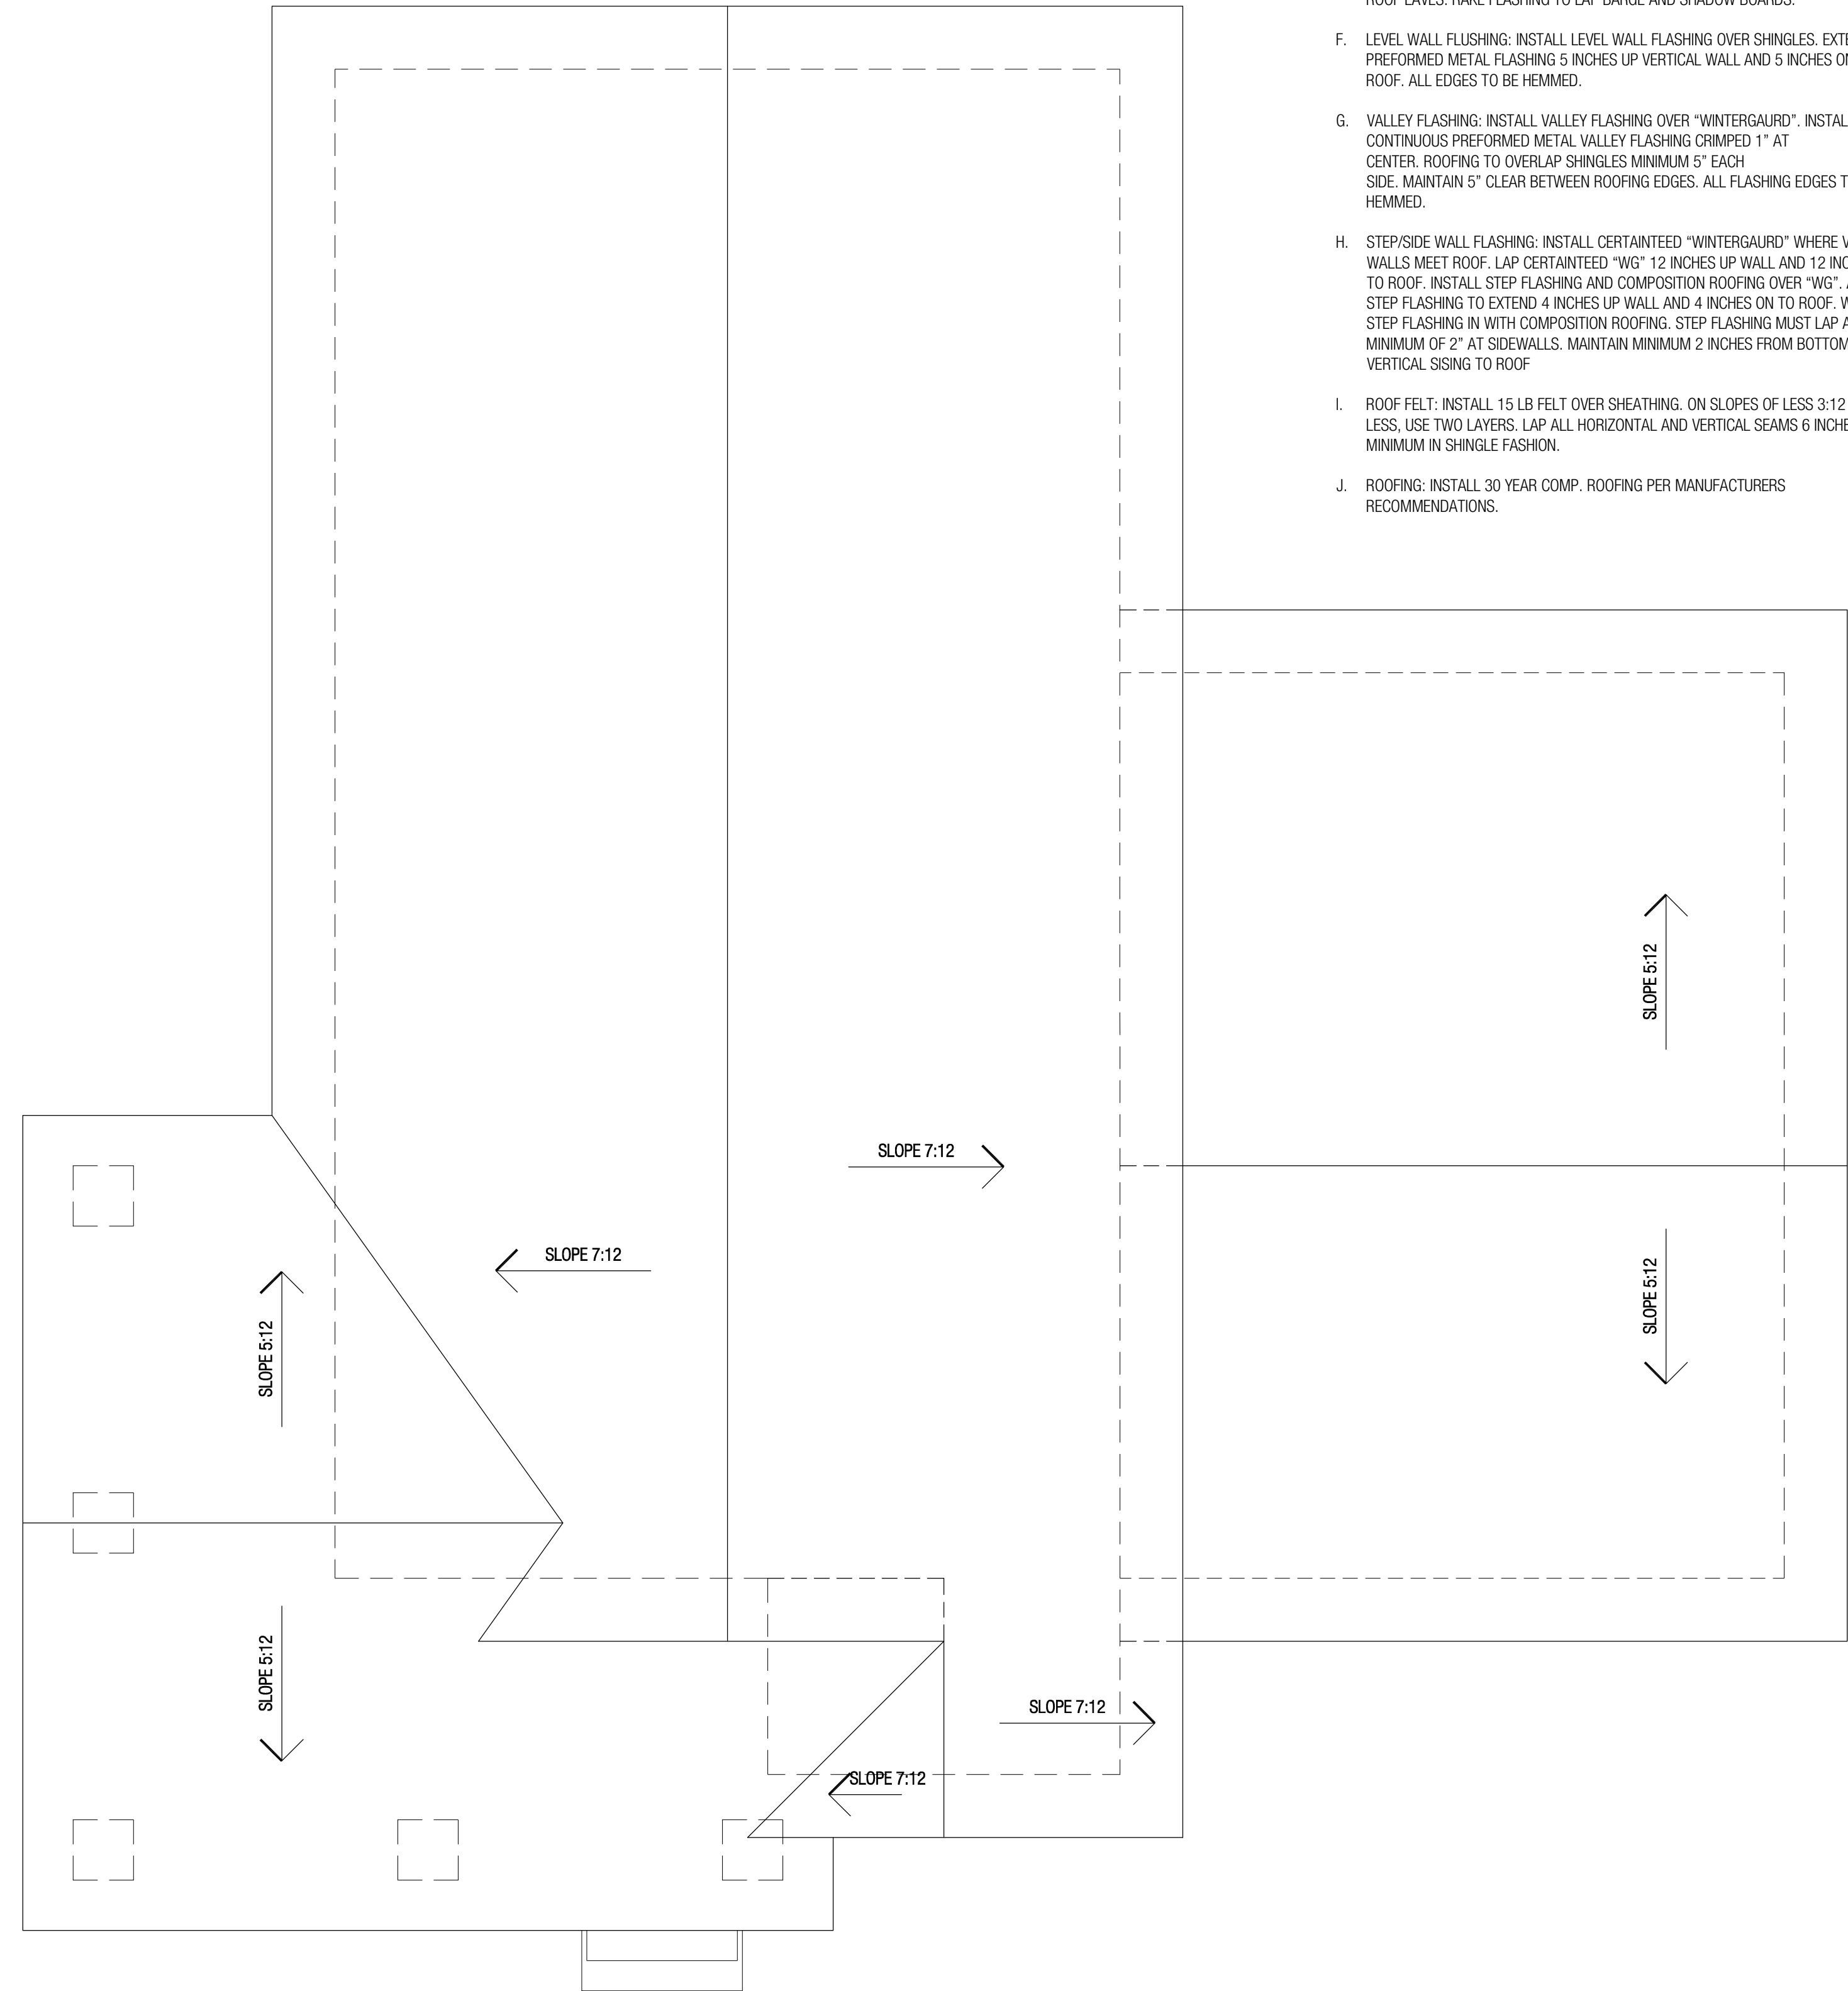 ROOF EAVES. RAKE FLASHING TO LAP BARGE AND SHADOW BOARDS.
F. LEVEL WALL FLUSHING: INSTALL LEVEL WALL FLASHING OVER SHINGLES.
PREFORMED METAL FLASHING 5 INCHES UP VERTICAL WALL AND 5 INCHES
ROOF. ALL EDGES TO BE HEMMED.
G. VALLEY FLASHING: INSTALL VALLEY FLASHING OVER “WINTERGAURD”.
CONTINUOUS PREFORMED METAL VALLEY FLASHING CRIMPED 1” AT
CENTER. ROOFING TO OVERLAP SHINGLES MINIMUM 5” EACH
SIDE. MAINTAIN 5” CLEAR BETWEEN ROOFING EDGES. ALL FLASHING EDGES
HEMMED.
H. STEP/SIDE WALL FLASHING: INSTALL CERTAINTEED “WINTERGAURD” WHERE
WALLS MEET ROOF. LAP CERTAINTEED “WG” 12 INCHES UP WALL AND 12
TO ROOF. INSTALL STEP FLASHING AND COMPOSITION ROOFING OVER “WG”.
STEP FLASHING TO EXTEND 4 INCHES UP WALL AND 4 INCHES ON TO ROOF.
STEP FLASHING IN WITH COMPOSITION ROOFING. STEP FLASHING MUST LAP A
MINIMUM OF 2” AT SIDEWALLS. MAINTAIN MINIMUM 2 INCHES FROM BOTTOM
VERTICAL SISING TO ROOF
I. ROOF FELT: INSTALL 15 LB FELT OVER SHEATHING. ON SLOPES OF LESS 3:12
LESS, USE TWO LAYERS. LAP ALL HORIZONTAL AND VERTICAL SEAMS 6
MINIMUM IN SHINGLE FASHION.
J. ROOFING: INSTALL 30 YEAR COMP. ROOFING PER MANUFACTURERS
RECOMMENDATIONS.
SLOPE 5:12
SLOPE 7:12
SLOPE 7:12
SLOPE 5:12
SLOPE 5:12
SLOPE 5:12
SLOPE 7:12
SLOPE 7:12